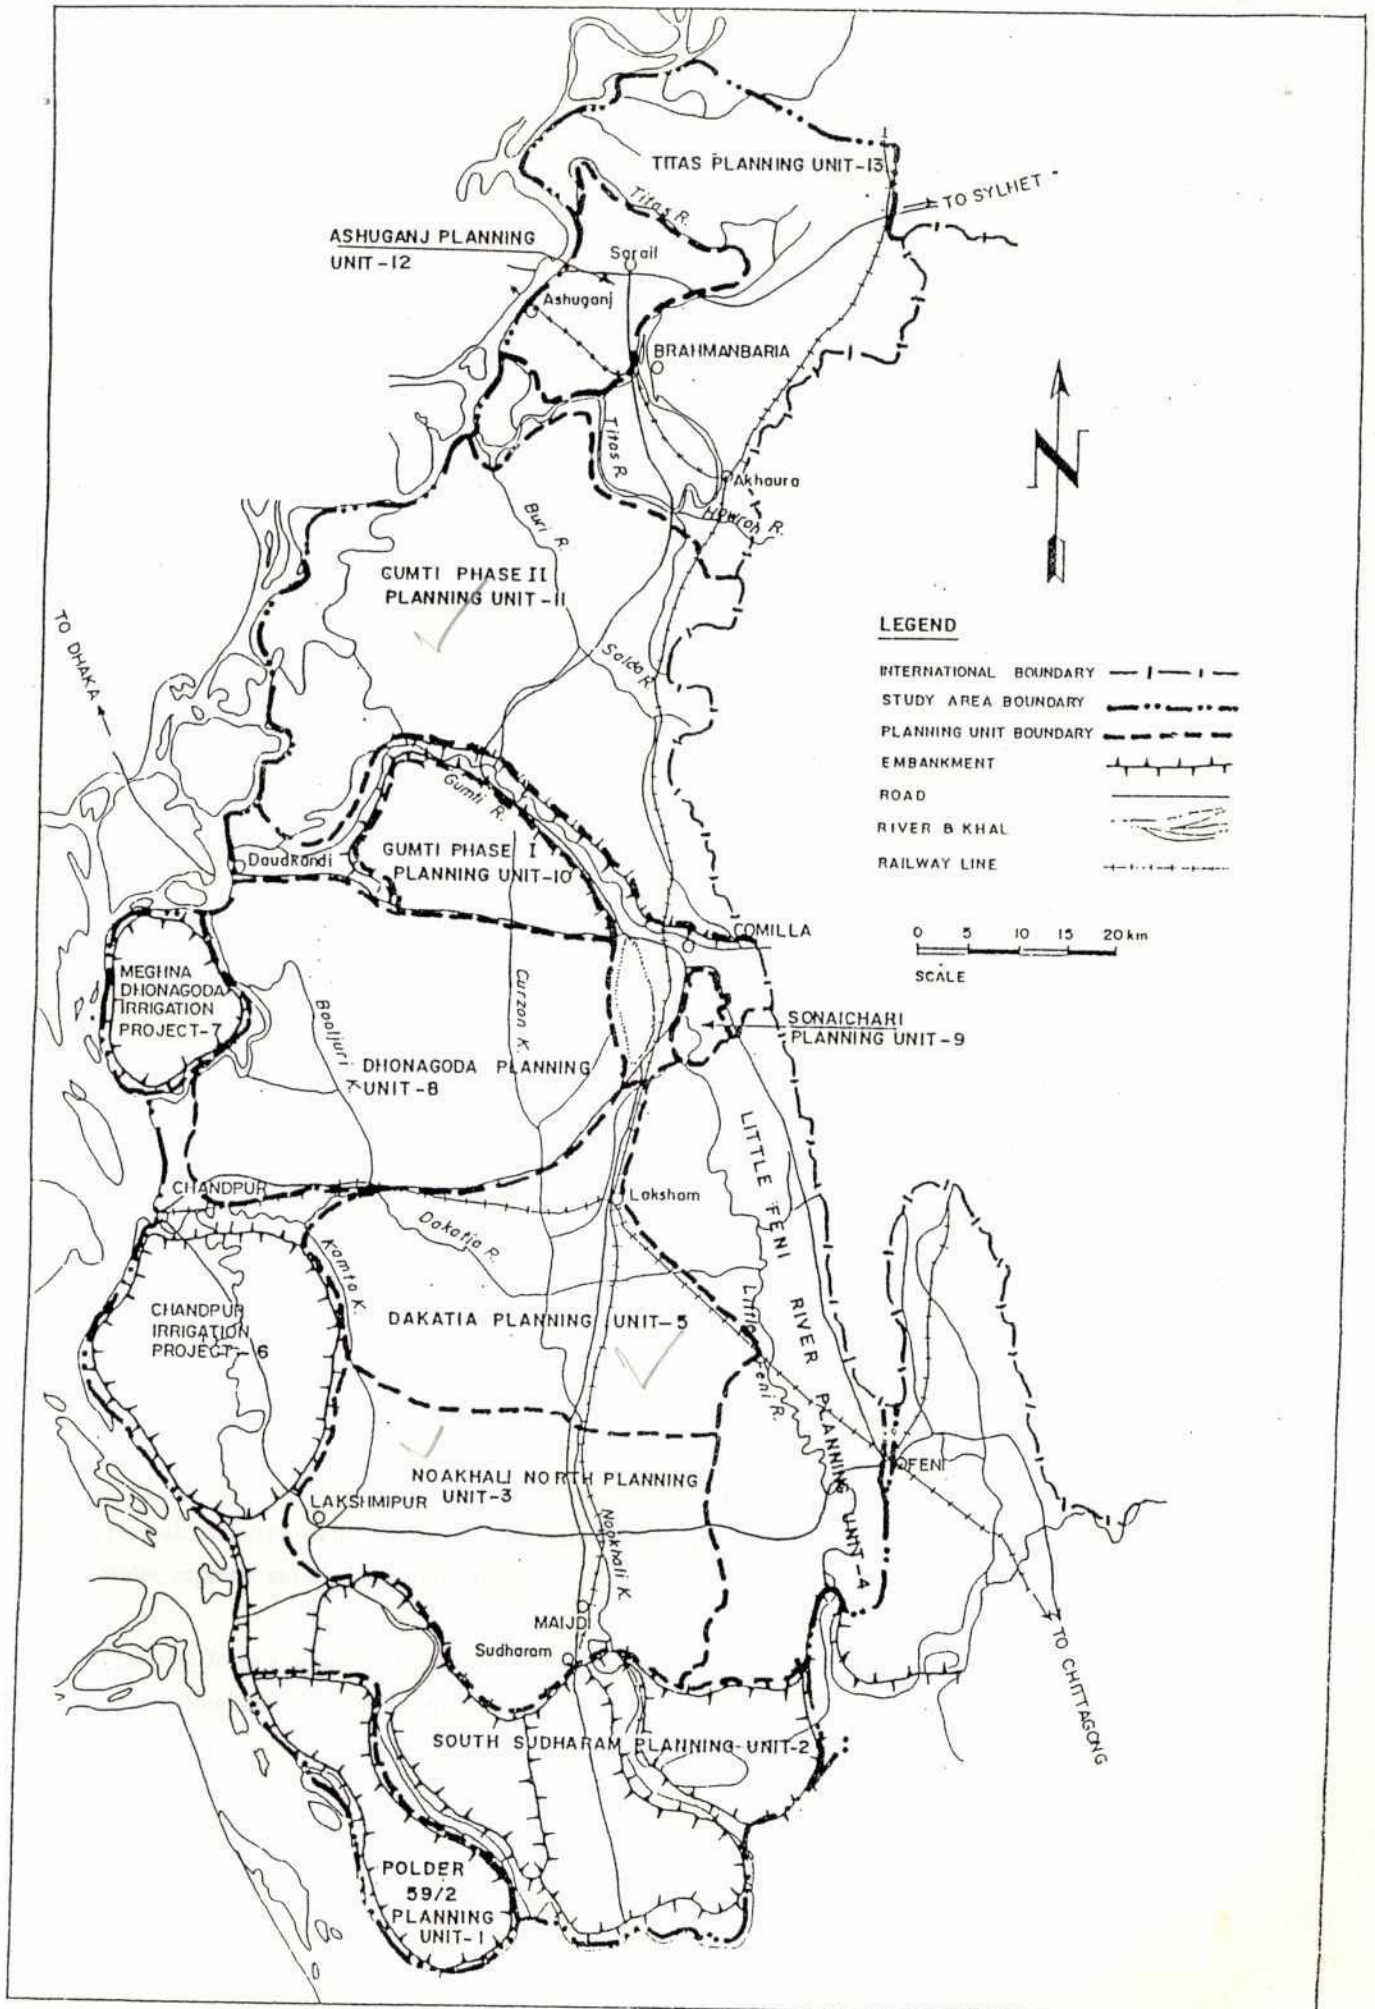 TITAS PLANNING UNIT-13
TO SYLHET
Titas R.
ASHUGANJ PLANNING
UNIT-12
Sarail
Ashuganj
BRAHMANBARIA
Titas R.
Akhaura
Howrah R.
Buri R.
GUMTI PHASE II
PLANNING UNIT-11
TO DHAKA
Salda R.
LEGEND
INTERNATIONAL BOUNDARY
STUDY AREA BOUNDARY
PLANNING UNIT BOUNDARY
EMBANKMENT
ROAD
RIVER & KHAL
RAILWAY LINE
0 5 10 15 20 km
SCALE
Gumti R.
Daudkandi
GUMTI PHASE I
PLANNING UNIT-10
COMILLA
MEGHNA
DHONAGODA
IRRIGATION
PROJECT-7
Boaljuri K.
Curzon K.
SONAICHARI
PLANNING UNIT-9
DHONAGODA PLANNING
UNIT-8
LITTLE FENI RIVER PLANNING UNIT-4
CHANDPUR
Laksham
Dakatia R.
Kamta K.
CHANDPUR
IRRIGATION
PROJECT-6
DAKATIA PLANNING UNIT-5
Little Feni R.
NOAKHALI NORTH PLANNING
UNIT-3
FENI
LAKSHMIPUR
Noakhali K.
MAIJDI
Sudharam
TO CHITTAGONG
SOUTH SUDHARAM PLANNING UNIT-2
POLDER
59/2
PLANNING
UNIT-1